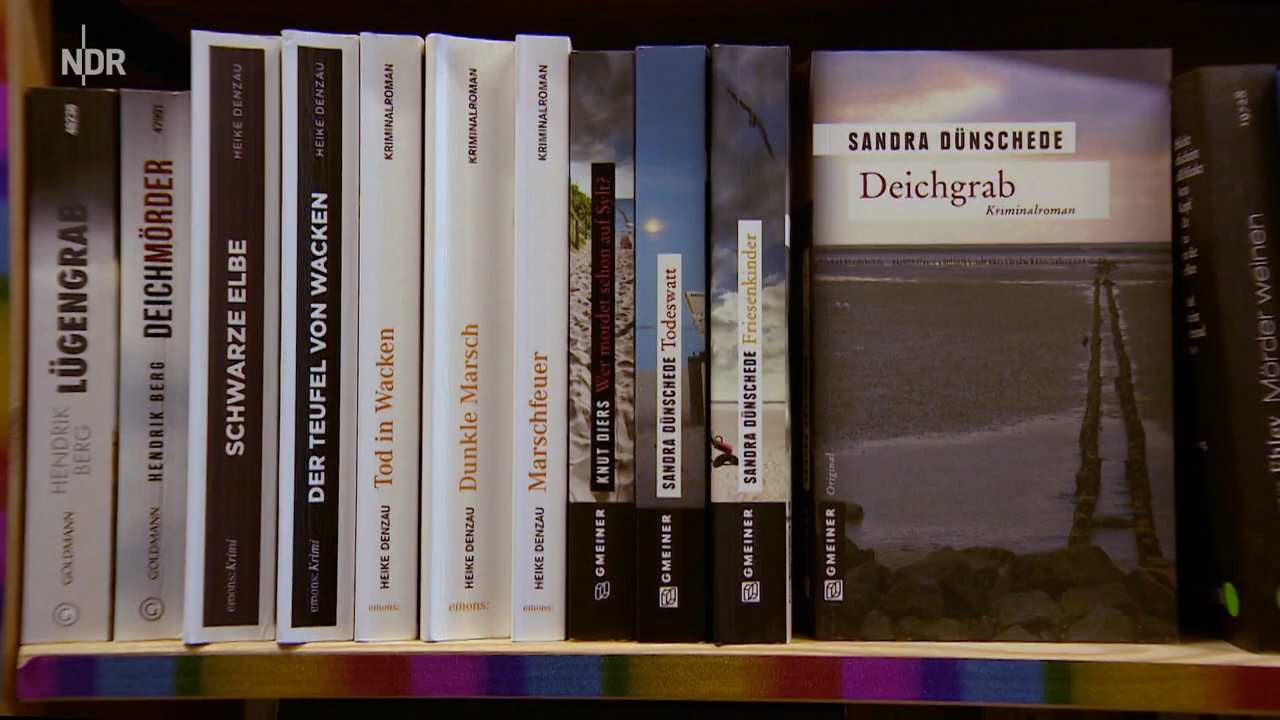 NDR
49238
LÜGENGRAB
HENDRIK
BERG
GOLDMANN
47991
DEICHMÖRDER
HENDRIK BERG
GOLDMANN
HEIKE DENZAU
SCHWARZE ELBE
emons: Krimi
HEIKE DENZAU
DER TEUFEL VON WACKEN
emons: Krimi
KRIMINALROMAN
Tod in Wacken
HEIKE DENZAU
emons:
KRIMINALROMAN
Dunkle Marsch
HEIKE DENZAU
emons:
KRIMINALROMAN
Marschfeuer
HEIKE DENZAU
emons:
KNUT DIERS Wer mordet schon auf Sylt?
GMEINER
SANDRA DÜNSCHEDE Todeswatt
GMEINER
SANDRA DÜNSCHEDE Friesenkinder
GMEINER
SANDRA DÜNSCHEDE
Deichgrab
Kriminalroman
Original
GMEINER
1938
Mörder weinen